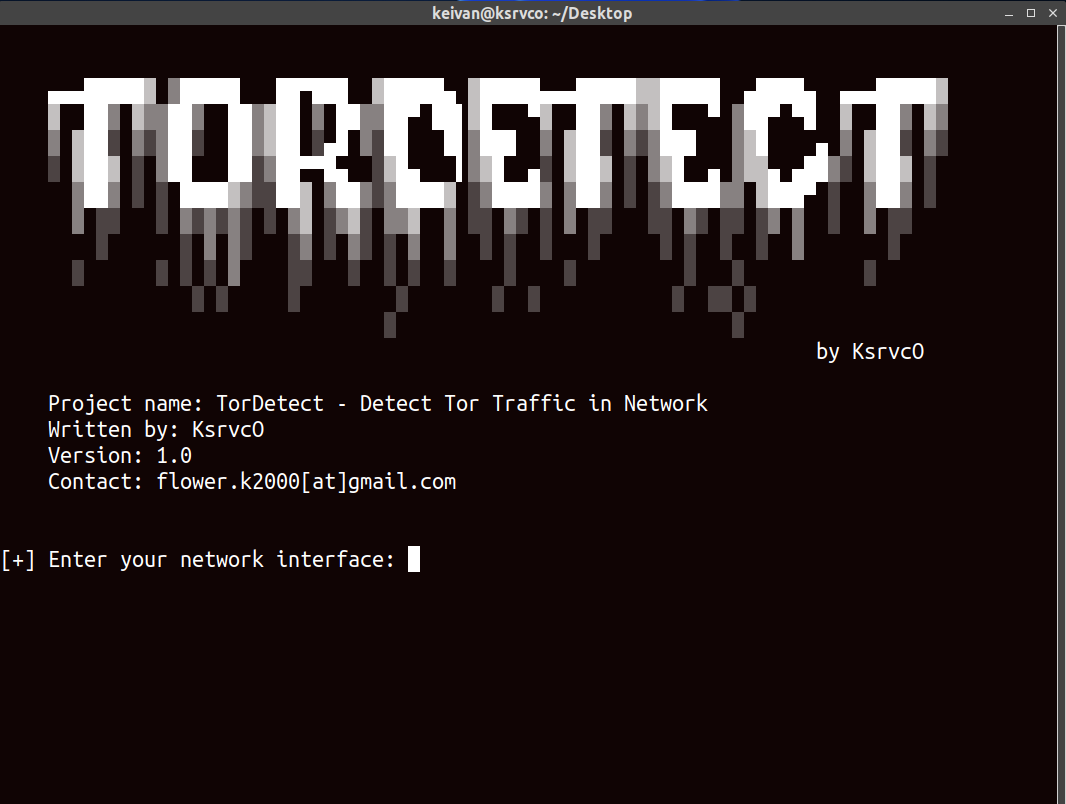 keivan@ksrvco: ~/Desktop
TORDETECT
by KsrvcO
Project name: TorDetect - Detect Tor Traffic in Network
Written by: KsrvcO
Version: 1.0
Contact: flower.k2000[at]gmail.com
[+] Enter your network interface: